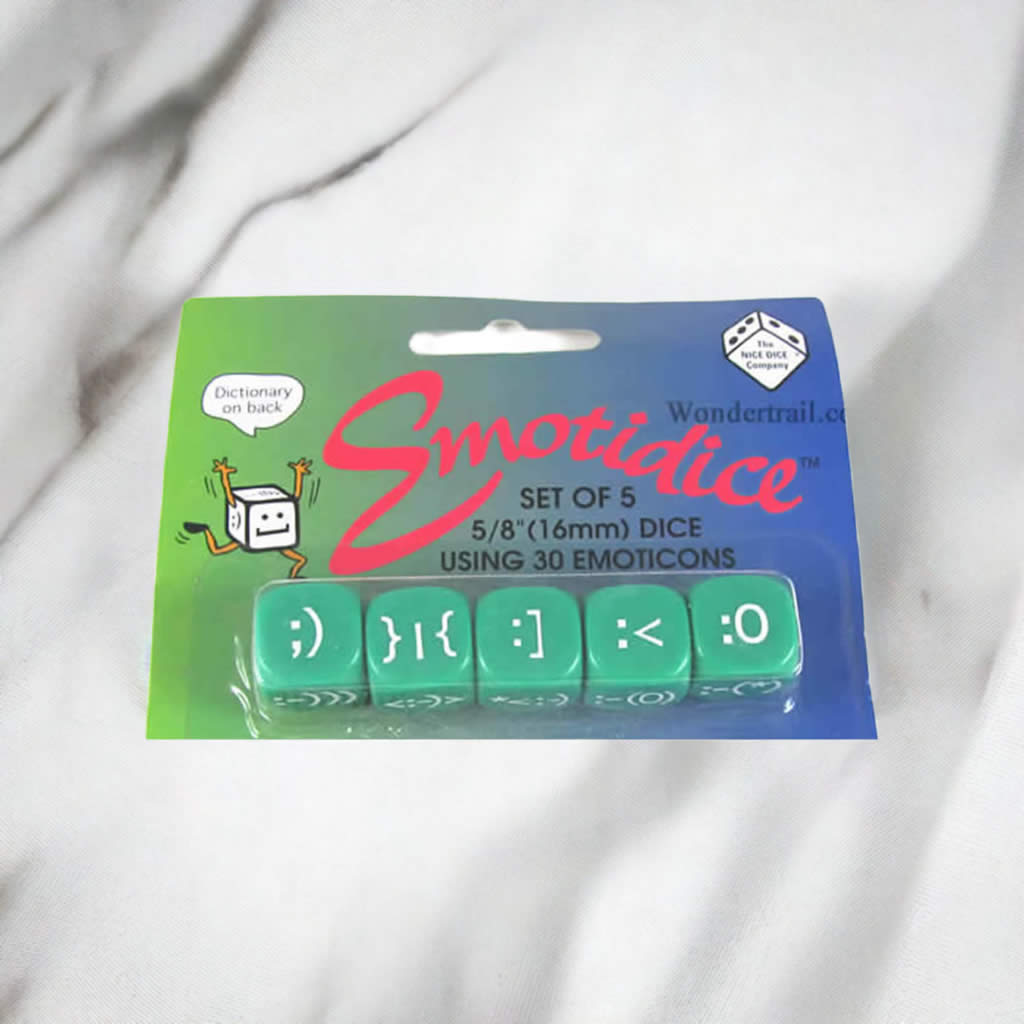 The
NICE DICE
Company
Dictionary
on back
Wondertrail.co
Emotidice™
SET OF 5
5/8"(16mm) DICE
USING 30 EMOTICONS
;) }|{ :] :< :O
:-))) <:-)> *<:-) :-(O) :-(*)